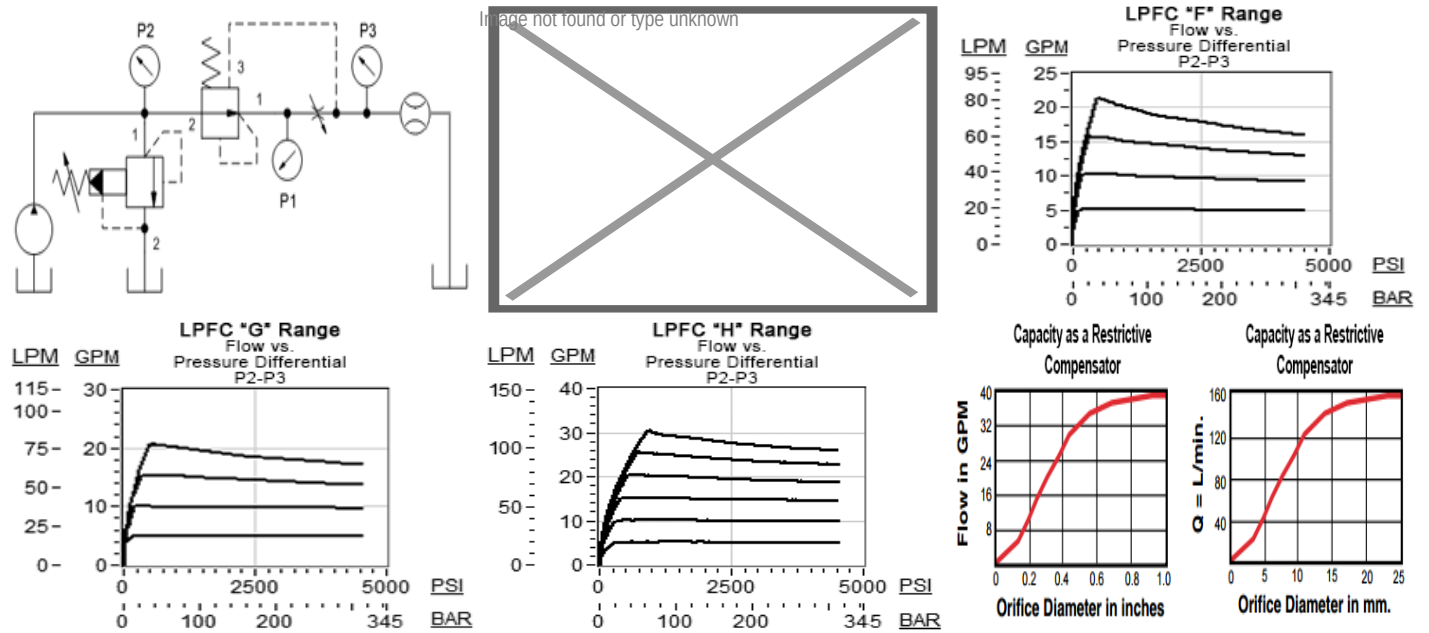 P2
P3
3
1
2
1
P1
2
Image not found or type unknown
LPFC "F" Range
Flow vs.
Pressure Differential
P2-P3
LPM GPM
95
80
60
40
20
0
25
20
15
10
5
0
0 2500 5000 PSI
0 100 200 345 BAR
LPFC "G" Range
Flow vs.
Pressure Differential
P2-P3
LPM GPM
115
100
75
50
25
0
30
20
10
0
0 2500 5000 PSI
0 100 200 345 BAR
LPFC "H" Range
Flow vs.
Pressure Differential
P2-P3
LPM GPM
150
100
50
0
40
30
20
10
0
0 2500 5000 PSI
0 100 200 345 BAR
Capacity as a Restrictive
Compensator
Flow in GPM
40
32
24
16
8
0 0.2 0.4 0.6 0.8 1.0
Orifice Diameter in inches
Capacity as a Restrictive
Compensator
Q = L/min.
160
120
80
40
0 5 10 15 20 25
Orifice Diameter in mm.